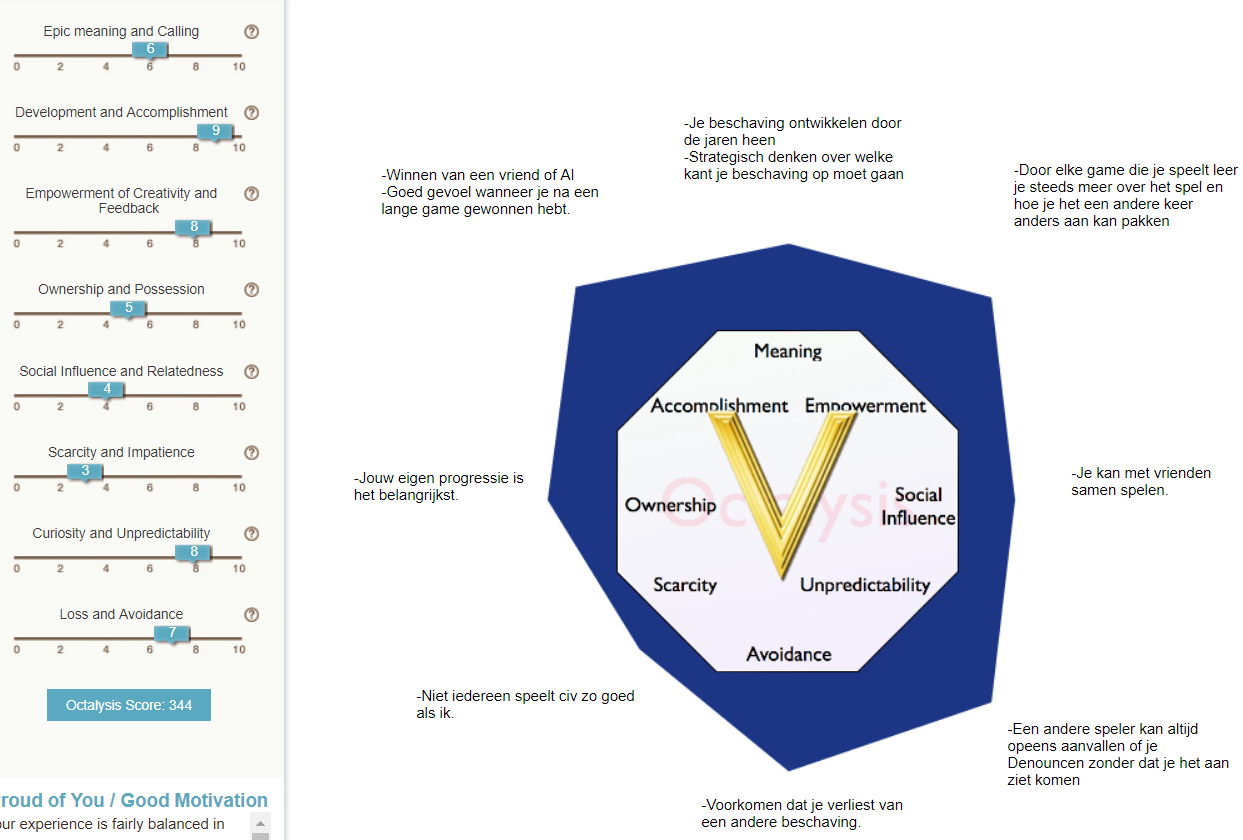 Epic meaning and Calling
6
0 2 4 6 8 10
Development and Accomplishment
9
0 2 4 6 8 10
Empowerment of Creativity and
Feedback
8
0 2 4 6 8 10
Ownership and Possession
5
0 2 4 6 8 10
Social Influence and Relatedness
4
0 2 4 6 8 10
Scarcity and Impatience
3
0 2 4 6 8 10
Curiosity and Unpredictability
8
0 2 4 6 8 10
Loss and Avoidance
7
0 2 4 6 8 10
Octalysis Score: 344
roud of You / Good Motivation
our experience is fairly balanced in
-Je beschaving ontwikkelen door
de jaren heen
-Strategisch denken over welke
kant je beschaving op moet gaan
-Winnen van een vriend of AI
-Goed gevoel wanneer je na een
lange game gewonnen hebt.
-Door elke game die je speelt leer
je steeds meer over het spel en
hoe je het een andere keer
anders aan kan pakken
Meaning
Accomplishment
Empowerment
-Jouw eigen progressie is
het belangrijkst.
Ownership
Octalysis
Social
Influence
-Je kan met vrienden
samen spelen.
Scarcity
Unpredictability
Avoidance
-Niet iedereen speelt civ zo goed
als ik.
-Een andere speler kan altijd
opeens aanvallen of je
Denouncen zonder dat je het aan
ziet komen
-Voorkomen dat je verliest van
een andere beschaving.